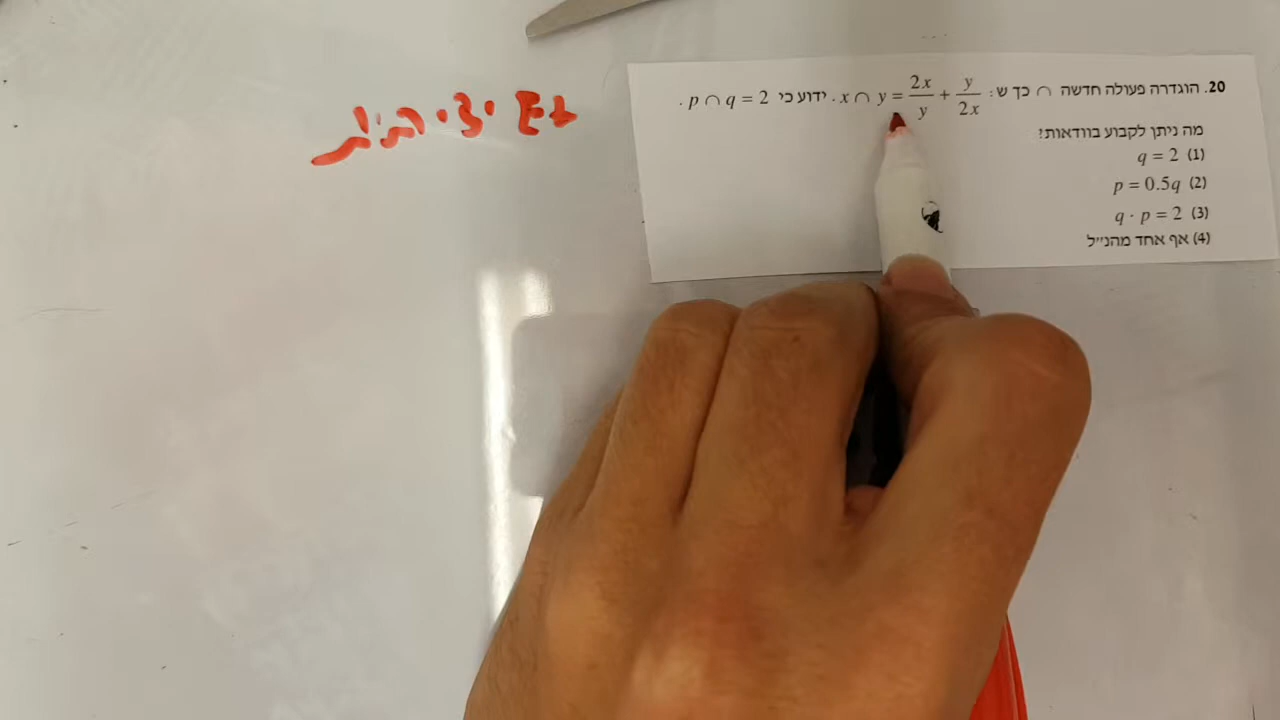 20. הוגדרה פעולה חדשה ∩ כך ש: x ∩ y = 2x/y + y/2x. ידוע כי p ∩ q = 2.
מה ניתן לקבוע בוודאות?
(1) q = 2
(2) p = 0.5q
(3) q · p = 2
(4) אף אחד מהנ״ל